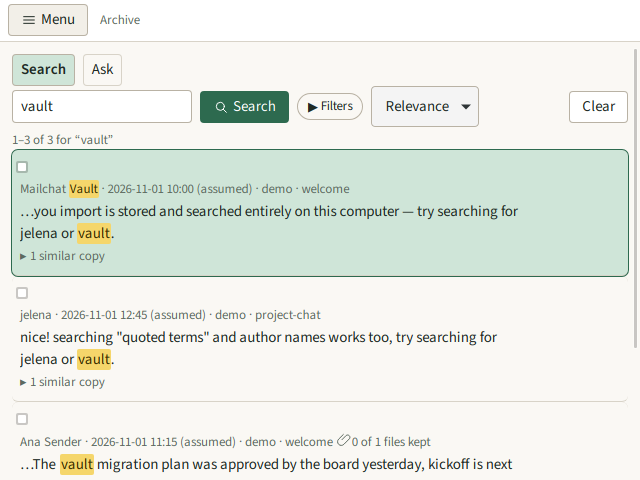 Menu Archive
Search Ask
vault Search ▶ Filters Relevance Clear
1–3 of 3 for “vault”
Mailchat Vault · 2026-11-01 10:00 (assumed) · demo · welcome
…you import is stored and searched entirely on this computer — try searching for
jelena or vault.
▸ 1 similar copy
jelena · 2026-11-01 12:45 (assumed) · demo · project-chat
nice! searching "quoted terms" and author names works too, try searching for
jelena or vault.
▸ 1 similar copy
Ana Sender · 2026-11-01 11:15 (assumed) · demo · welcome 0 of 1 files kept
…The vault migration plan was approved by the board yesterday, kickoff is next